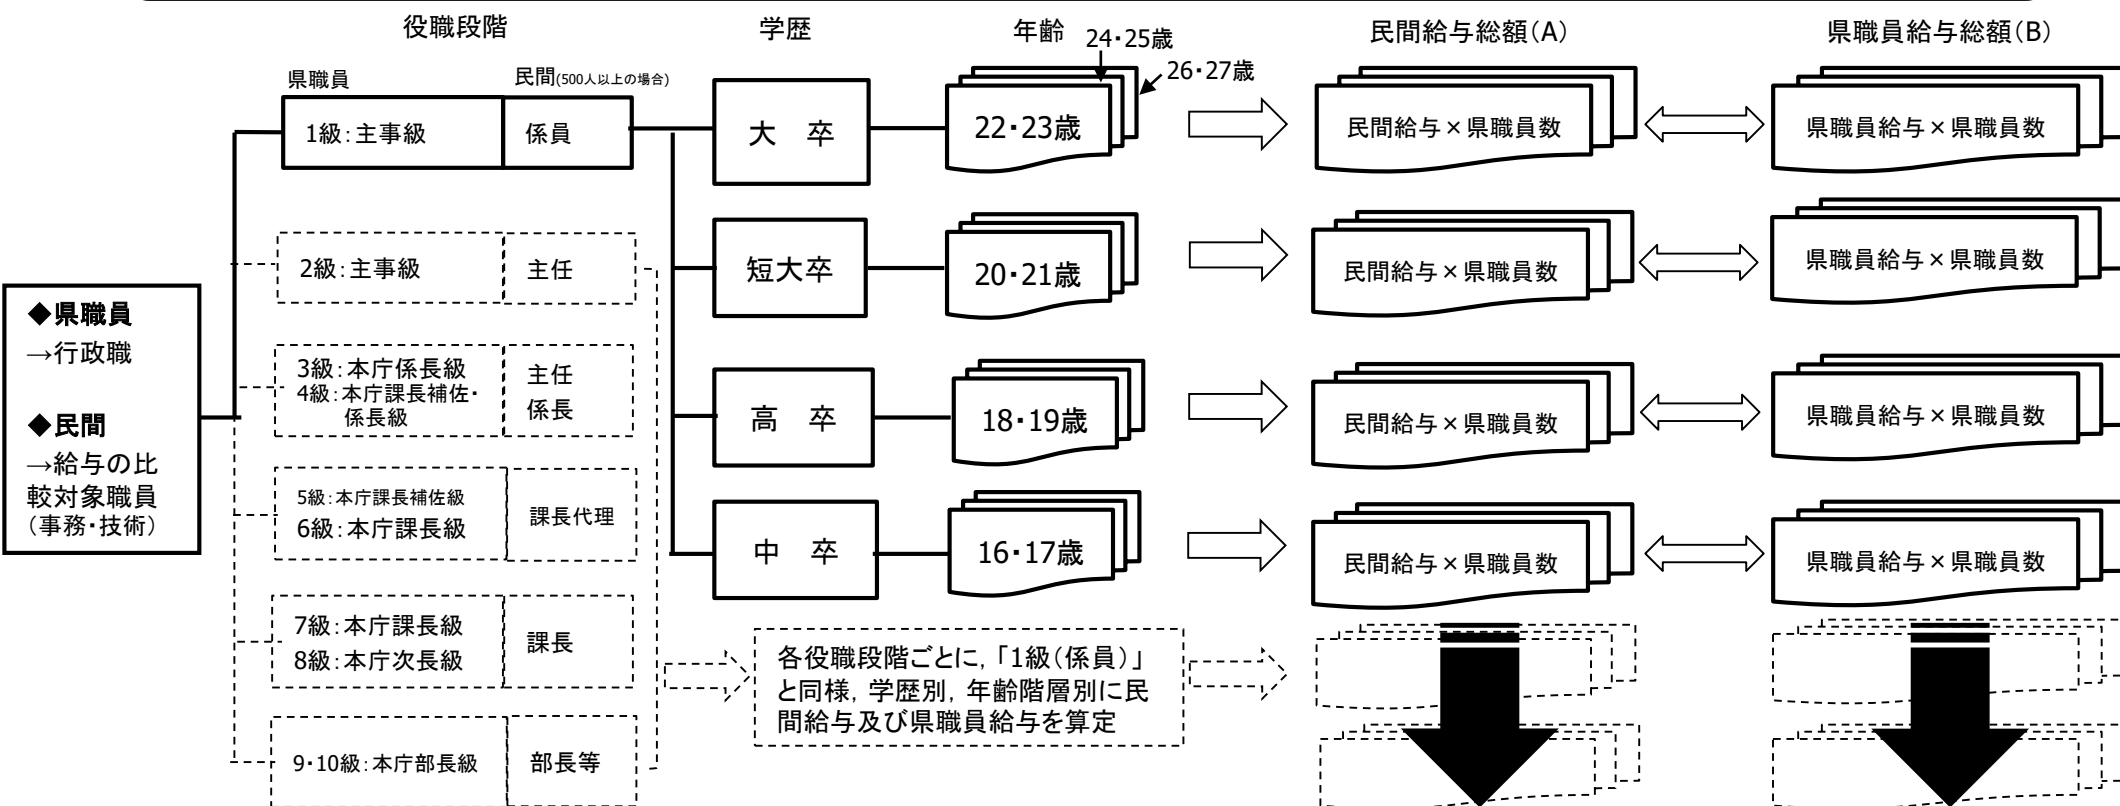 役職段階
学歴
年齢
24・25歳
26・27歳
民間給与総額(A)
県職員給与総額(B)
県職員
民間(500人以上の場合)
1級:主事級
係員
大 卒
22・23歳
民間給与×県職員数
県職員給与×県職員数
2級:主事級
主任
短大卒
20・21歳
民間給与×県職員数
県職員給与×県職員数
◆県職員
→行政職
◆民間
→給与の比
較対象職員
(事務・技術)
3級:本庁係長級
4級:本庁課長補佐・
係長級
主任
係長
高 卒
18・19歳
民間給与×県職員数
県職員給与×県職員数
5級:本庁課長補佐級
6級:本庁課長級
課長代理
中 卒
16・17歳
民間給与×県職員数
県職員給与×県職員数
7級:本庁課長級
8級:本庁次長級
課長
各役職段階ごとに,「1級(係員)」
と同様, 学歴別, 年齢階層別に民
間給与及び県職員給与を算定
9・10級:本庁部長級
部長等